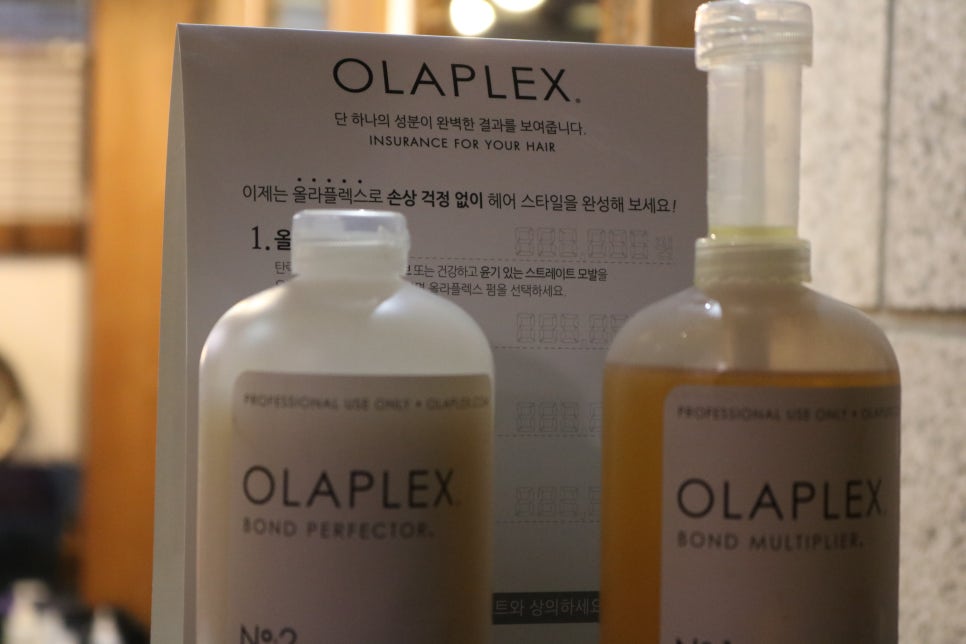 OLAPLEX.
단 하나의 성분이 완벽한 결과를 보여줍니다.
INSURANCE FOR YOUR HAIR
이제는 올라플렉스로 손상 걱정 없이 헤어 스타일을 완성해 보세요!
1. 올
또는 건강하고 윤기 있는 스트레이트 모발을
올라플렉스 펌을 선택하세요.
트와 상의하세요
PROFESSIONAL USE ONLY • OLAPLEX.COM
OLAPLEX.
BOND PERFECTOR.
Nº.2
PROFESSIONAL USE ONLY • OLAPLEX
OLAPLEX.
BOND MULTIPLIER.